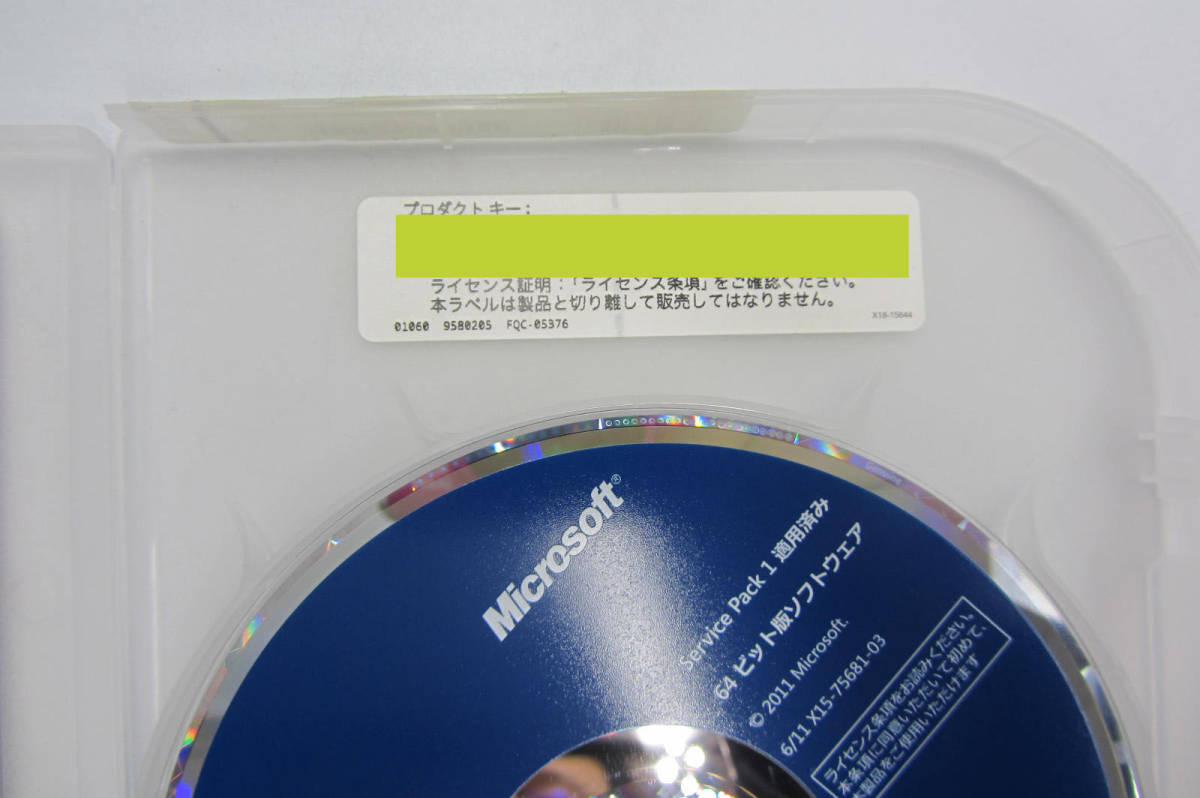 プロダクト キー:
ライセンス証明:「ライセンス条項」をご確認ください。
本ラベルは製品と切り離して販売してはなりません。
01060 9580205 FQC-05376
X18-15644
Microsoft®
Service Pack 1 適用済み
64 ビット版ソフトウェア
© 2011 Microsoft.
6/11 X15-75681-03
ライセンス条項をお読みください。
本条項に同意いただいて初めて、
本製品をご使用いただけます